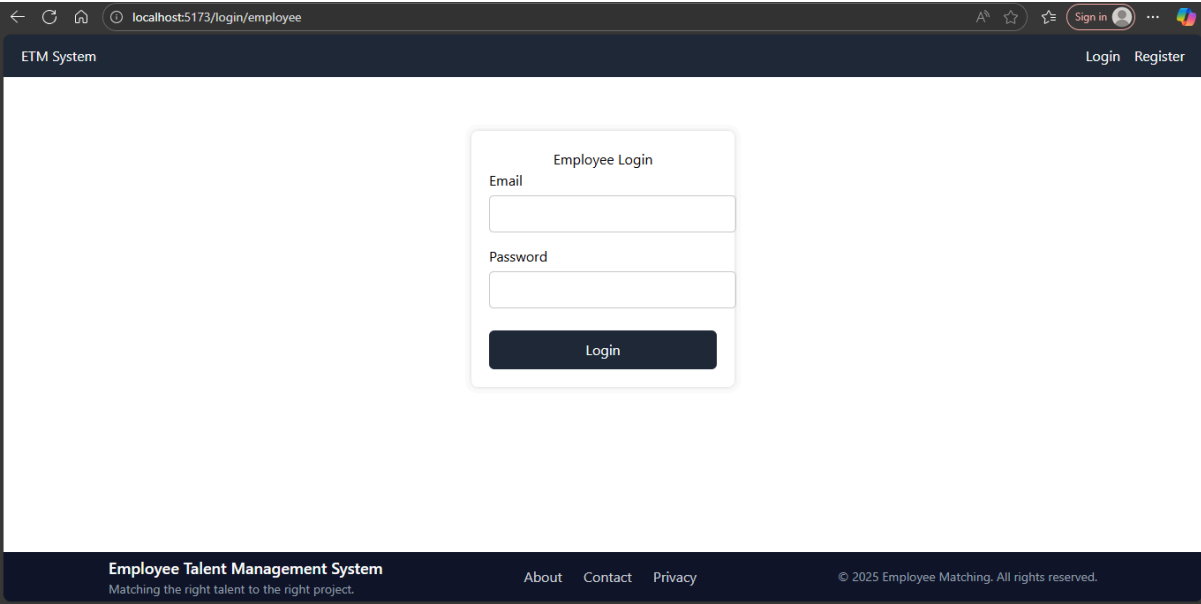 localhost:5173/login/employee
Sign in
ETM System
Login Register
Employee Login
Email
Password
Login
Employee Talent Management System
Matching the right talent to the right project.
About Contact Privacy
© 2025 Employee Matching. All rights reserved.